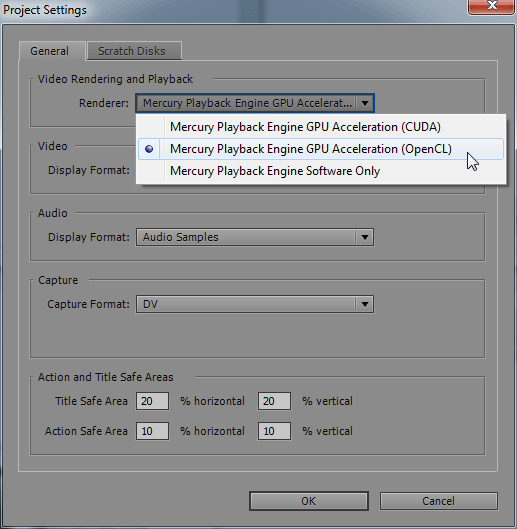 Project Settings
General
Scratch Disks
Video Rendering and Playback
Renderer: Mercury Playback Engine GPU Accelerat...
Mercury Playback Engine GPU Acceleration (CUDA)
Video
Mercury Playback Engine GPU Acceleration (OpenCL)
Display Format:
Mercury Playback Engine Software Only
Audio
Display Format: Audio Samples
Capture
Capture Format: DV
Action and Title Safe Areas
Title Safe Area 20 % horizontal 20 % vertical
Action Safe Area 10 % horizontal 10 % vertical
OK
Cancel